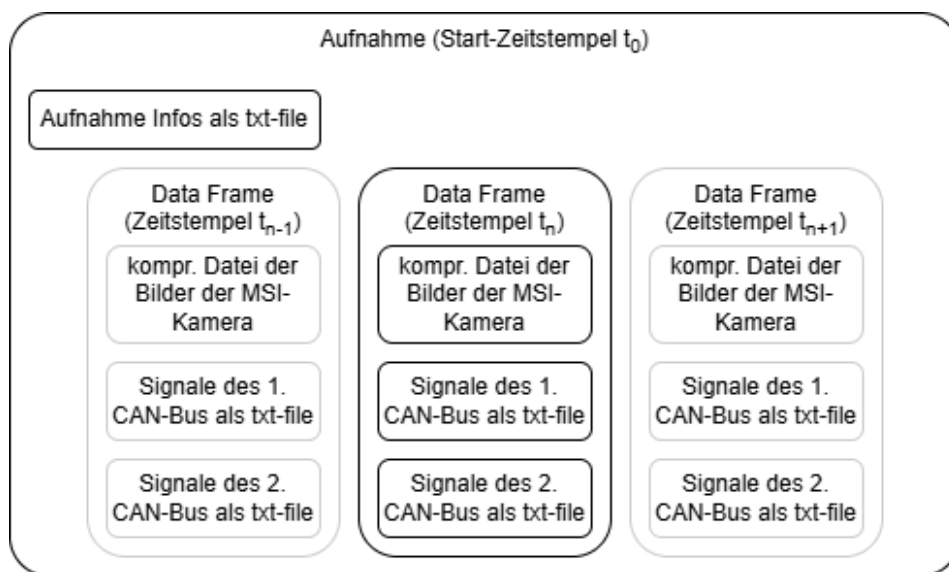 Aufnahme (Start-Zeitstempel t0)
Aufnahme Infos als txt-file
Data Frame
(Zeitstempel tn-1)
kompr. Datei der
Bilder der MSI-
Kamera
Signale des 1.
CAN-Bus als txt-file
Signale des 2.
CAN-Bus als txt-file
Data Frame
(Zeitstempel tn)
kompr. Datei der
Bilder der MSI-
Kamera
Signale des 1.
CAN-Bus als txt-file
Signale des 2.
CAN-Bus als txt-file
Data Frame
(Zeitstempel tn+1)
kompr. Datei der
Bilder der MSI-
Kamera
Signale des 1.
CAN-Bus als txt-file
Signale des 2.
CAN-Bus als txt-file